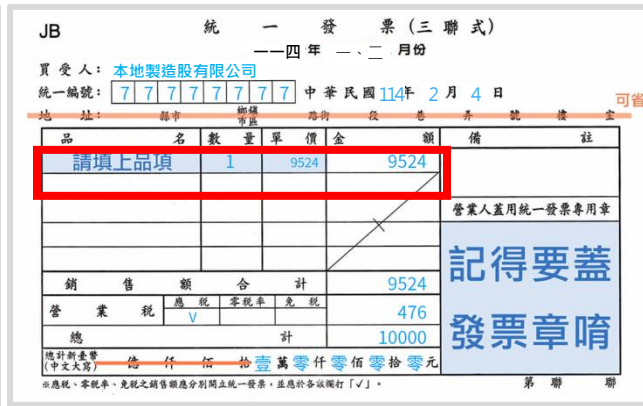 JB 統一發票(三聯式)
一一四 年 一、二 月份
買受人: 本地製造股有限公司
統一編號: 7 7 7 7 7 7 7 7 中華民國 114 年 2 月 4 日
可省
地址: 縣市 鄉鎮市區 路街 段 巷 弄 號 樓 室
品名 數量 單價 金額 備註
請填上品項 1 9524 9524
營業人蓋用統一發票專用章
記得要蓋
發票章唷
銷售額合計 9524
營業稅 應稅 零稅率 免稅 476
V
總計 10000
總計新臺幣
(中文大寫) 億 仟 佰 拾 壹 萬 零 仟 零 佰 零 拾 零 元
※應稅、零稅率、免稅之銷售額應分別開立統一發票,並應於各該欄打「✓」。
第 聯 聯